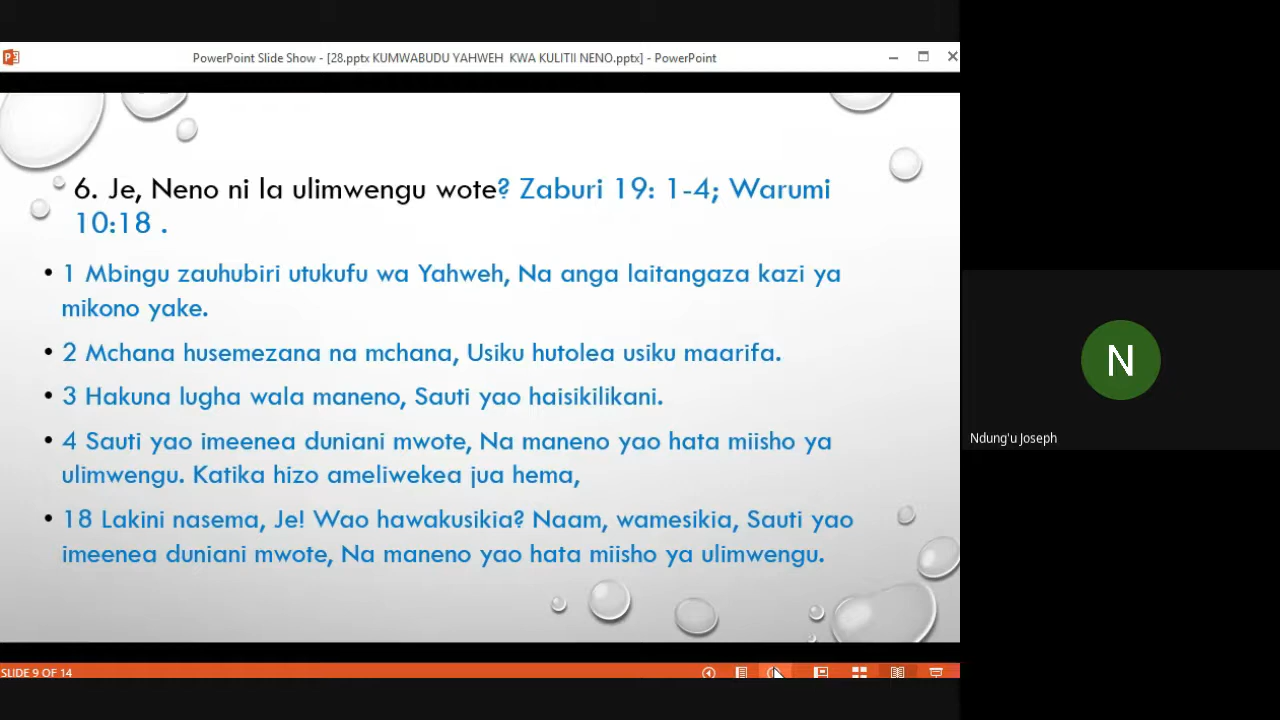 PowerPoint Slide Show - [28.pptx KUMWABUDU YAHWEH  KWA KULITII NENO.pptx] - PowerPoint
6. Je, Neno ni la ulimwengu wote? Zaburi 19: 1-4; Warumi
10:18 .
• 1 Mbingu zauhubiri utukufu wa Yahweh, Na anga laitangaza kazi ya
mikono yake.
• 2 Mchana husemezana na mchana, Usiku hutolea usiku maarifa.
• 3 Hakuna lugha wala maneno, Sauti yao haisikilikani.
• 4 Sauti yao imeenea duniani mwote, Na maneno yao hata miisho ya
ulimwengu. Katika hizo ameliwekea jua hema,
• 18 Lakini nasema, Je! Wao hawakusikia? Naam, wamesikia, Sauti yao
imeenea duniani mwote, Na maneno yao hata miisho ya ulimwengu.
SLIDE 9 OF 14
N
Ndung'u Joseph